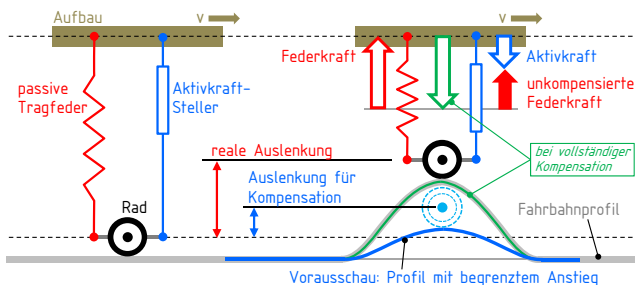 Aufbau
v
v
Federkraft
Aktivkraft
passive
Tragfeder
Aktivkraft-
Steller
unkompensierte
Federkraft
reale Auslenkung
bei vollständiger
Kompensation
Auslenkung für
Kompensation
Rad
Fahrbahnprofil
Vorausschau: Profil mit begrenztem Anstieg